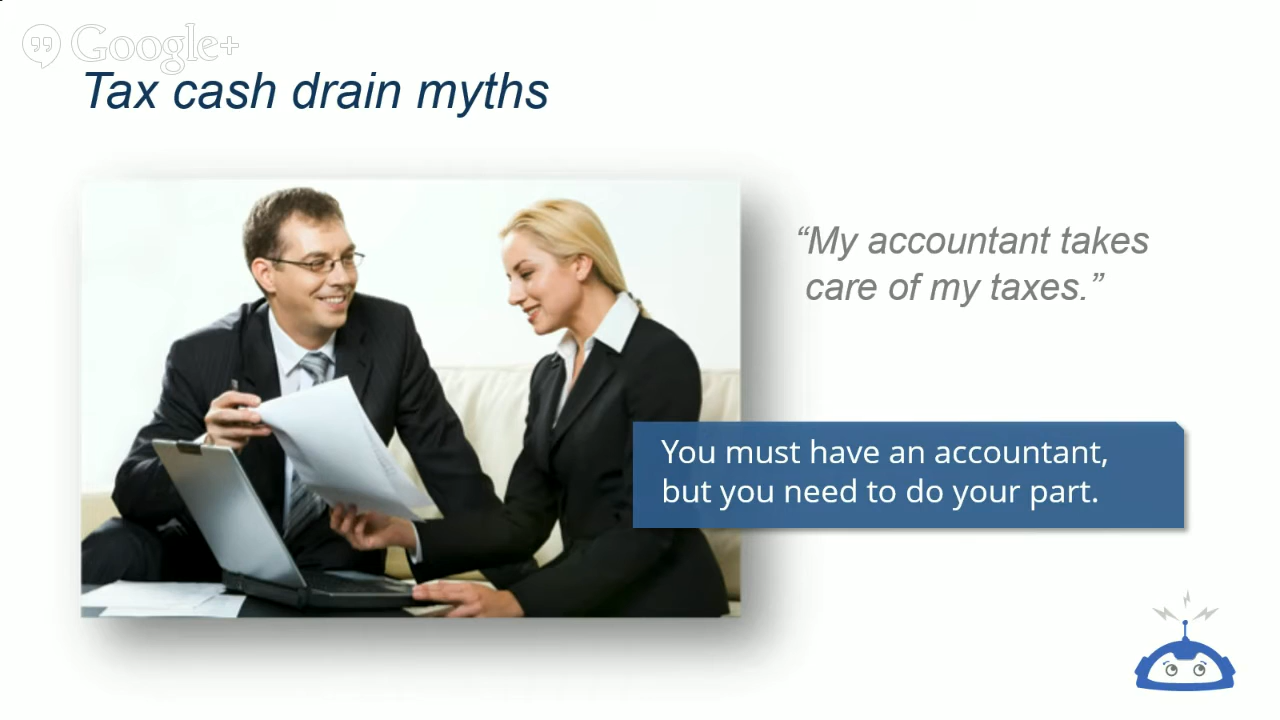 Google+
Tax cash drain myths
“My accountant takes
care of my taxes.”
You must have an accountant,
but you need to do your part.